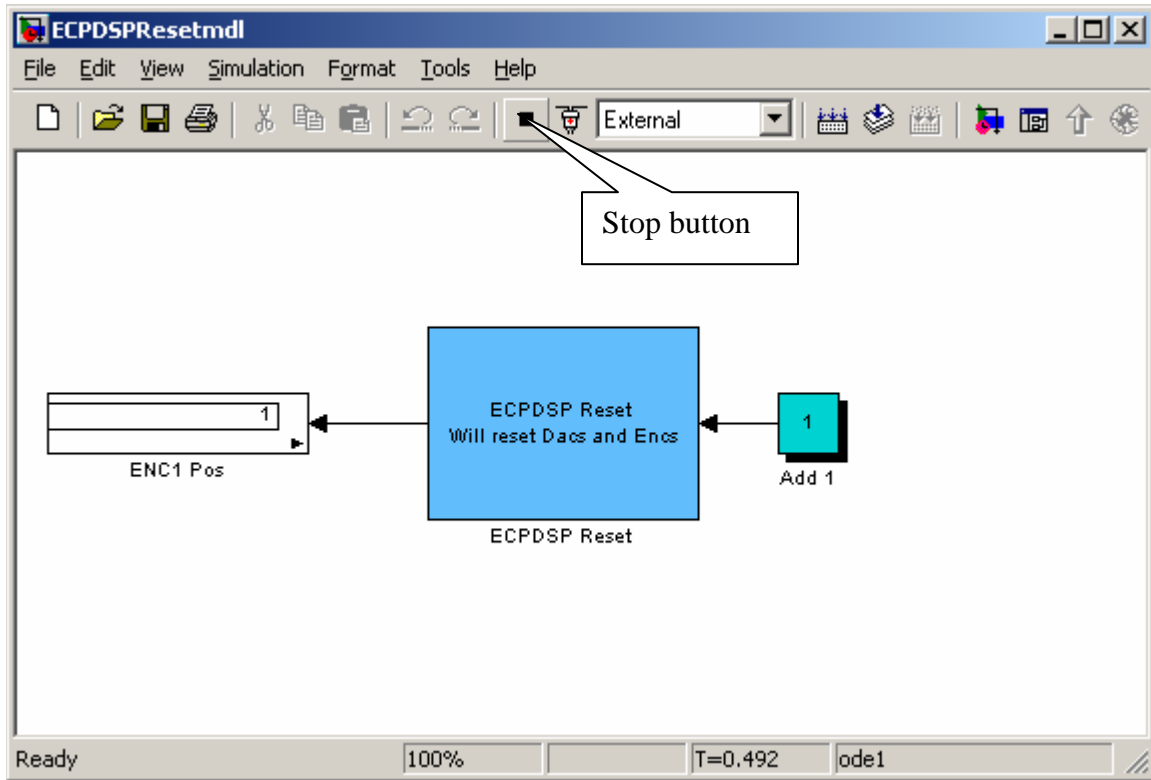 ECPDSPResetmdl
File Edit View Simulation Format Tools Help
External
Stop button
ECPDSP Reset
Will reset Dacs and Encs
1
1
ENC1 Pos
Add 1
ECPDSP Reset
Ready 100% T=0.492 ode1